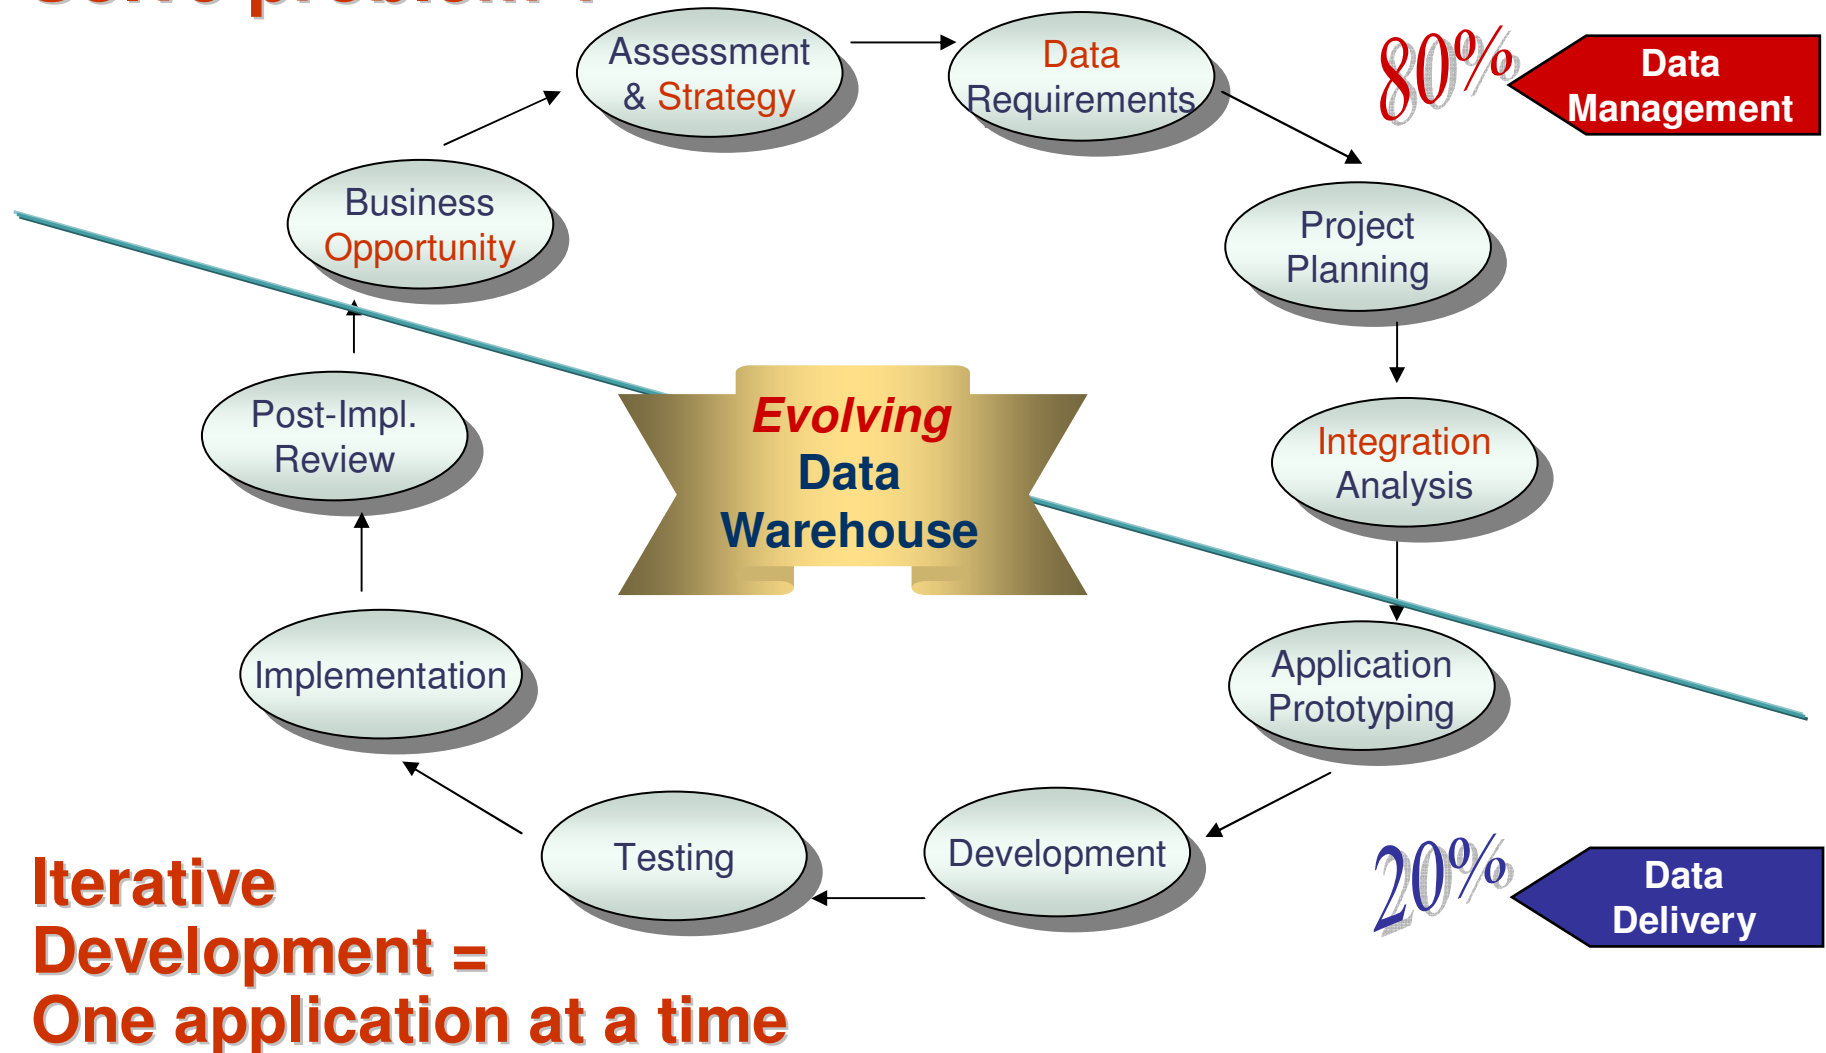 Assessment
& Strategy
Data
Requirements
80%
Data
Management
Business
Opportunity
Project
Planning
Evolving
Data
Warehouse
Post-Impl.
Review
Integration
Analysis
Implementation
Application
Prototyping
Testing
Development
20%
Data
Delivery
Iterative
Development =
One application at a time